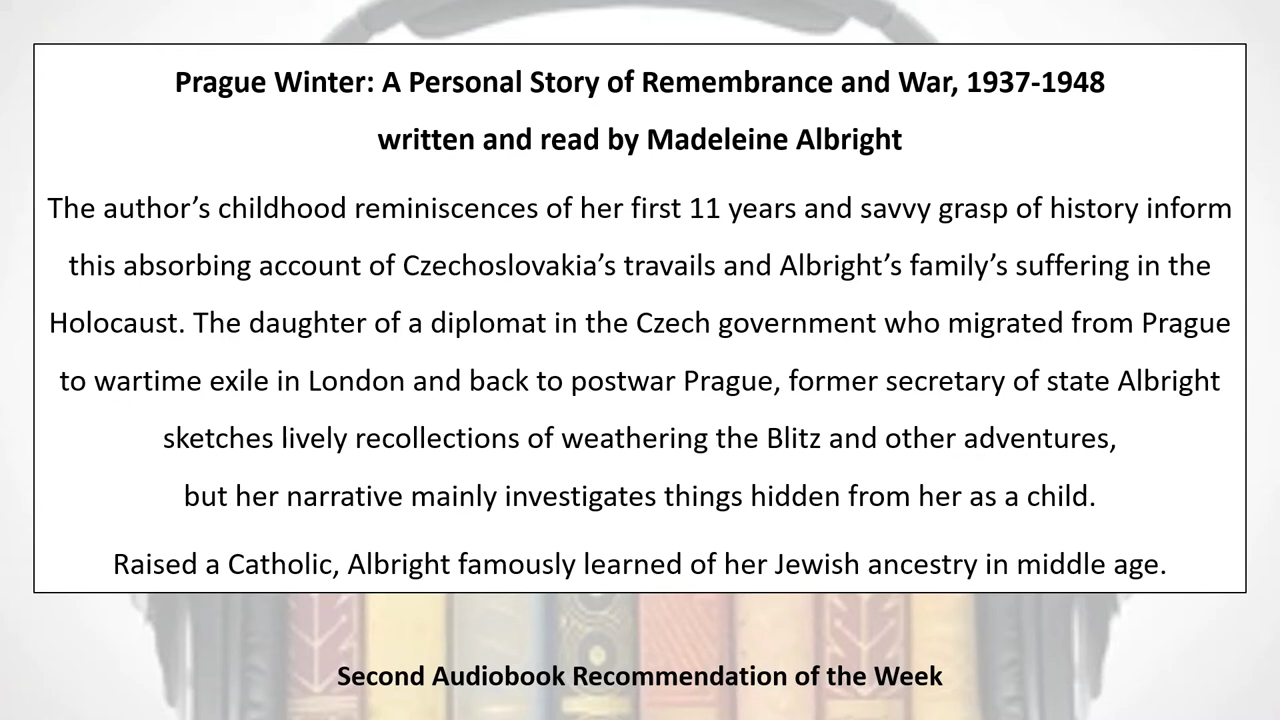 Prague Winter: A Personal Story of Remembrance and War, 1937-1948
written and read by Madeleine Albright
The author’s childhood reminiscences of her first 11 years and savvy grasp of history inform
this absorbing account of Czechoslovakia’s travails and Albright’s family’s suffering in the
Holocaust. The daughter of a diplomat in the Czech government who migrated from Prague
to wartime exile in London and back to postwar Prague, former secretary of state Albright
sketches lively recollections of weathering the Blitz and other adventures,
but her narrative mainly investigates things hidden from her as a child.
Raised a Catholic, Albright famously learned of her Jewish ancestry in middle age.
Second Audiobook Recommendation of the Week